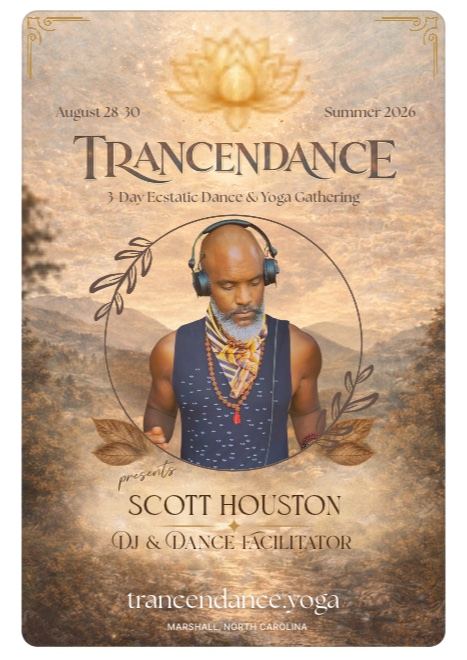 August 28-30
Summer 2026
TRANCENDANCE
3-Day Ecstatic Dance & Yoga Gathering
presents
SCOTT HOUSTON
DJ & DANCE FACILITATOR
trancendance.yoga
MARSHALL, NORTH CAROLINA